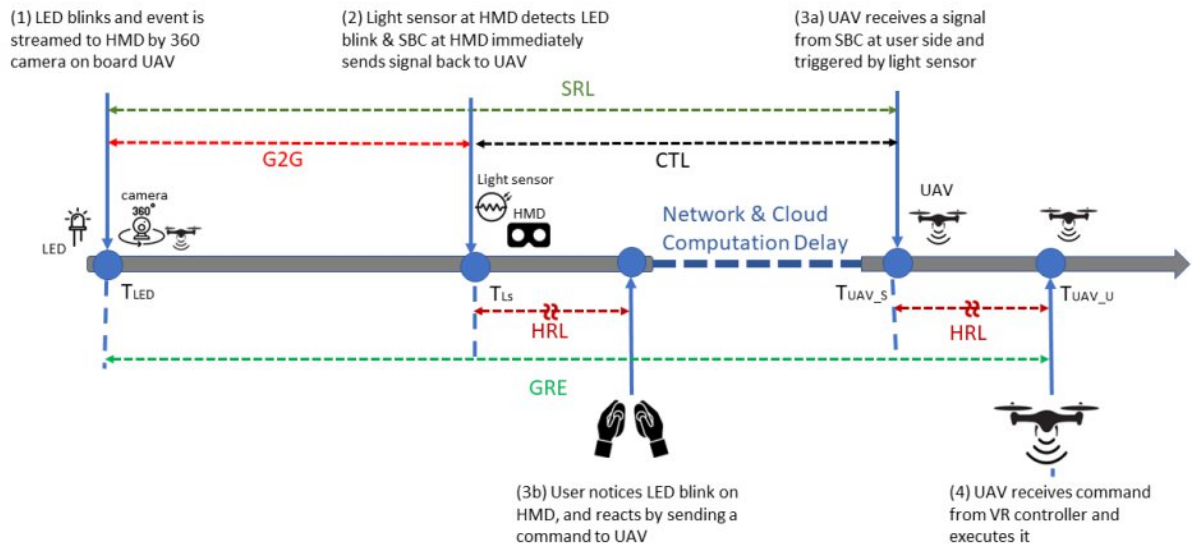 (1) LED blinks and event is
streamed to HMD by 360
camera on board UAV
(2) Light sensor at HMD detects LED
blink & SBC at HMD immediately
sends signal back to UAV
(3a) UAV receives a signal
from SBC at user side and
triggered by light sensor
SRL
G2G
CTL
camera
360°
LED
Light sensor
HMD
Network & Cloud
Computation Delay
UAV
TLED
TLs
TUAV_S
TUAV_U
HRL
HRL
GRE
(3b) User notices LED blink on
HMD, and reacts by sending a
command to UAV
(4) UAV receives command
from VR controller and
executes it